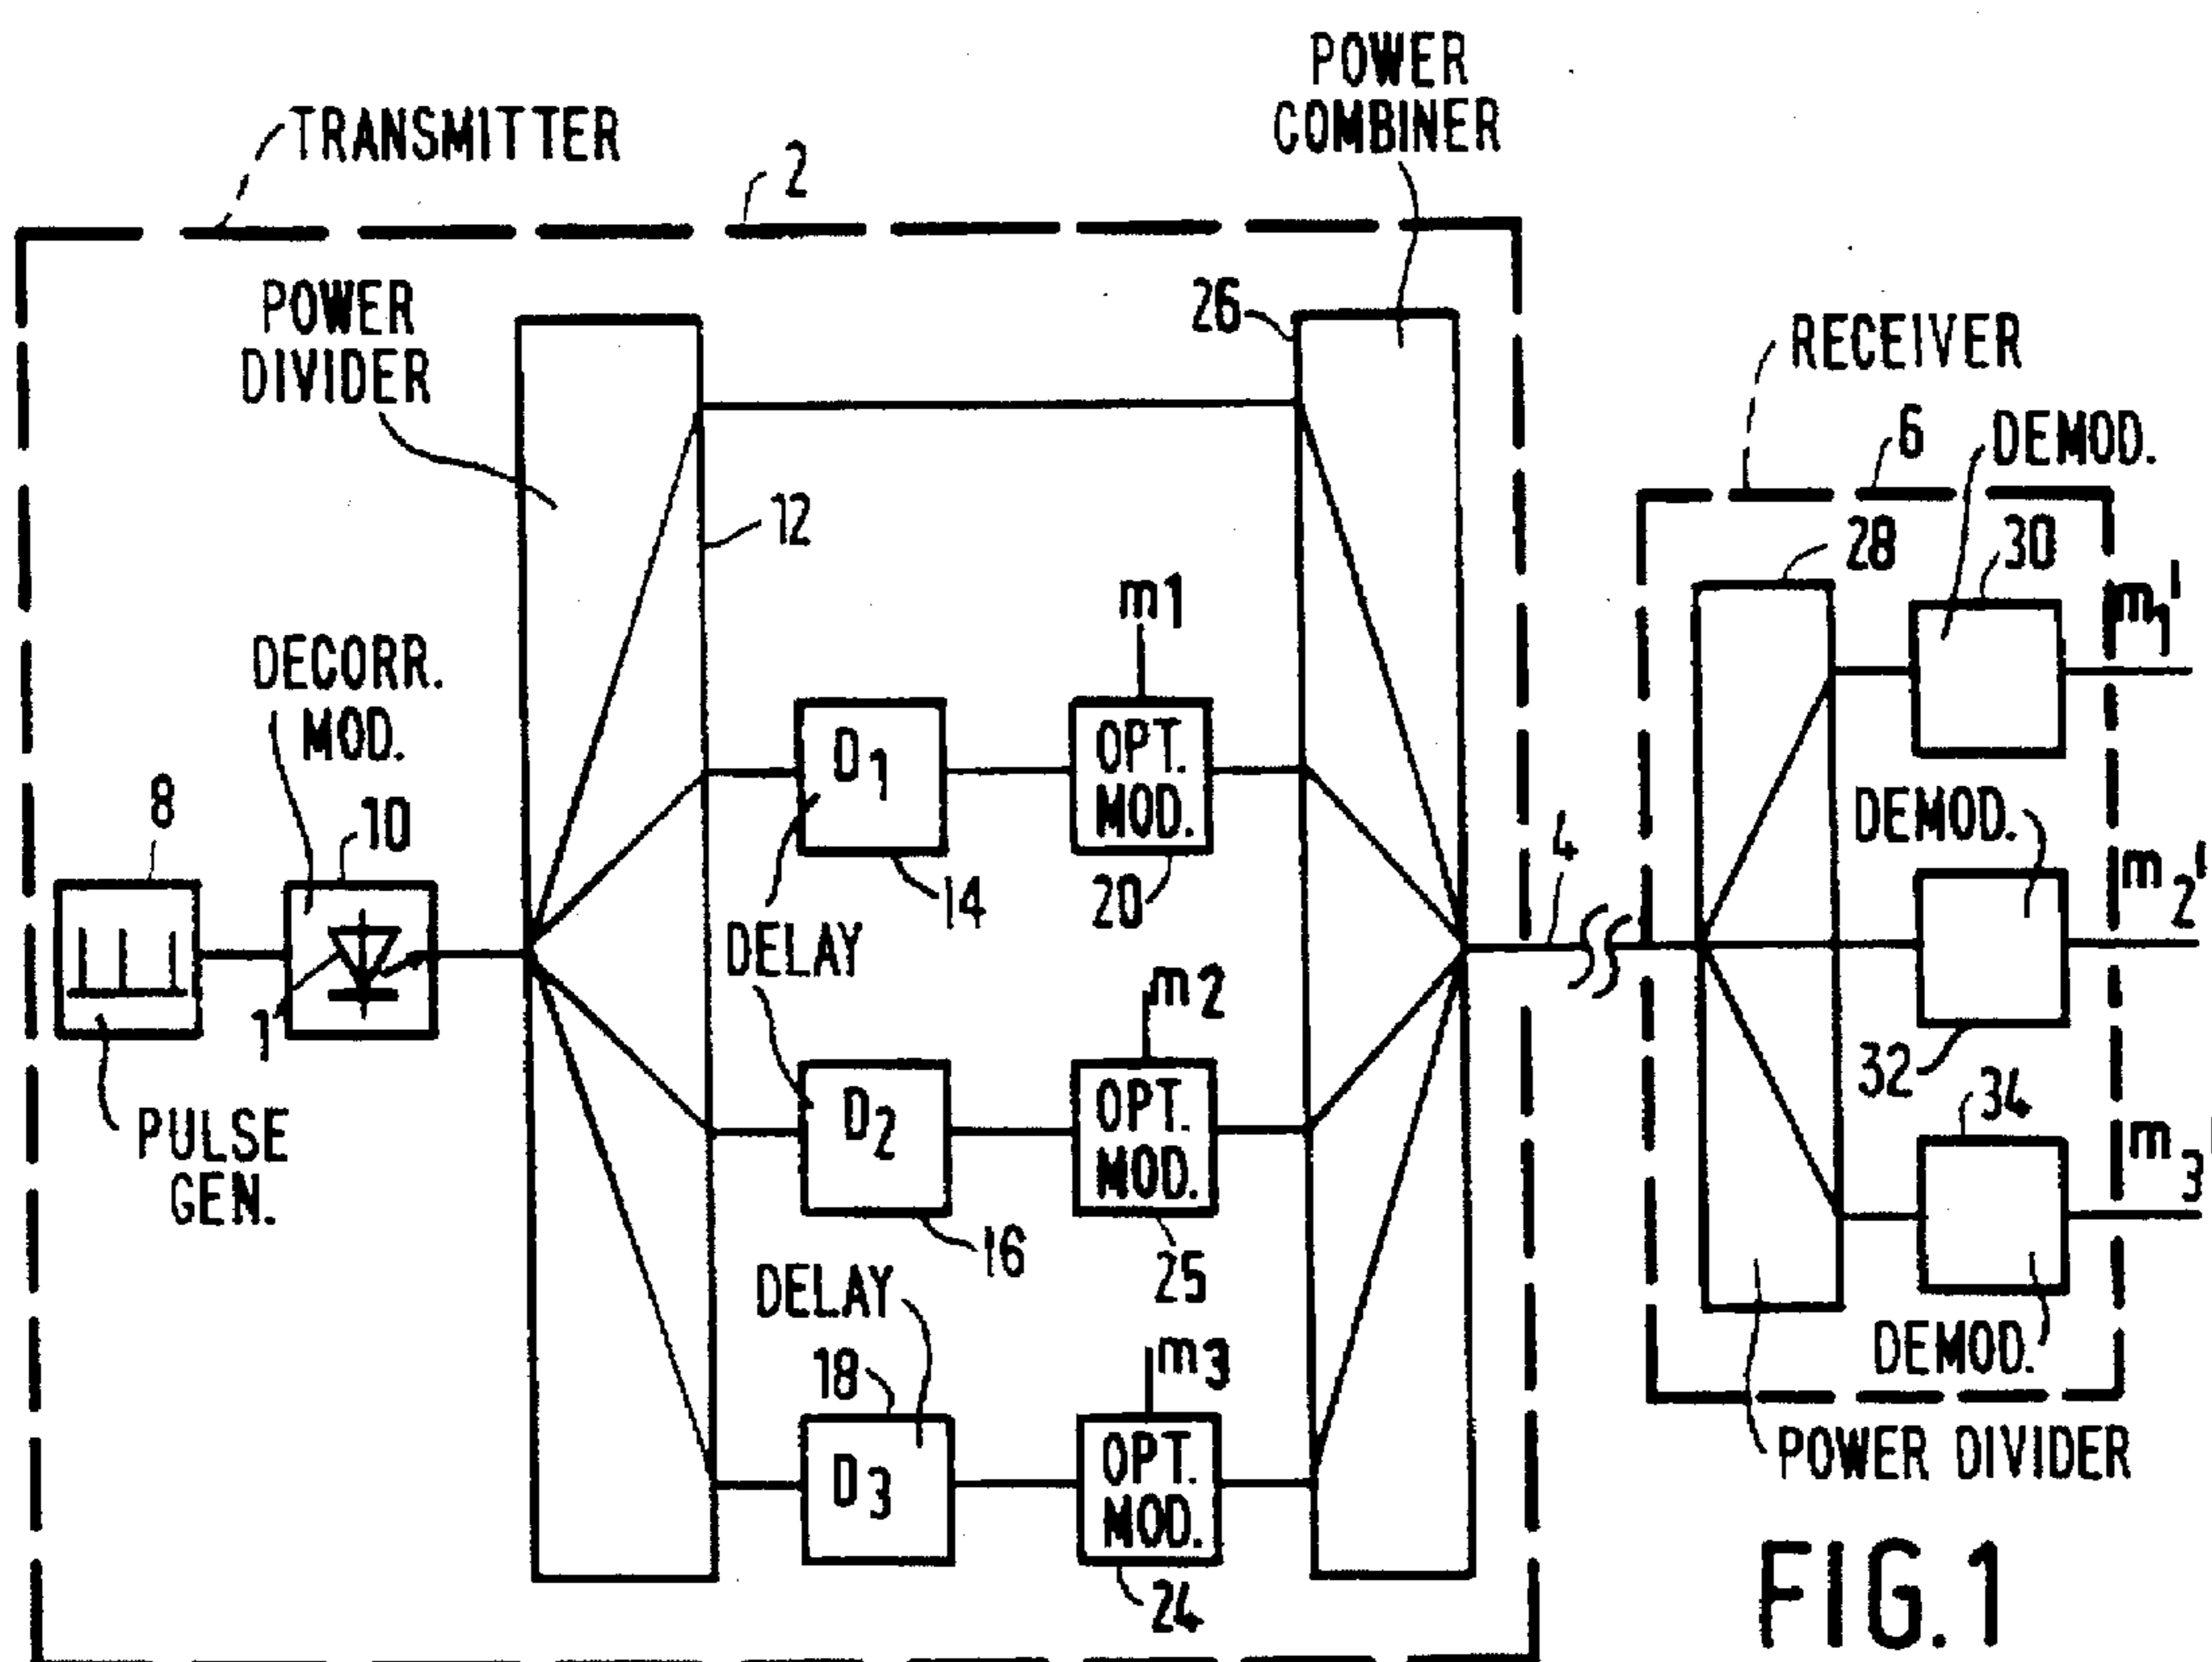 POWER
COMBINER
TRANSMITTER
2
POWER
DIVIDER
26
RECEIVER
6
DEMOD.
12
28
30
m1
m1'
DECORR.
MOD.
D1
OPT.
MOD.
DEMOD.
8
10
4
14
20
m2'
DELAY
1
m2
32
34
PULSE
GEN.
D2
OPT.
MOD.
m3'
16
25
DELAY
18
m3
DEMOD.
POWER DIVIDER
D3
OPT.
MOD.
24
FIG.1